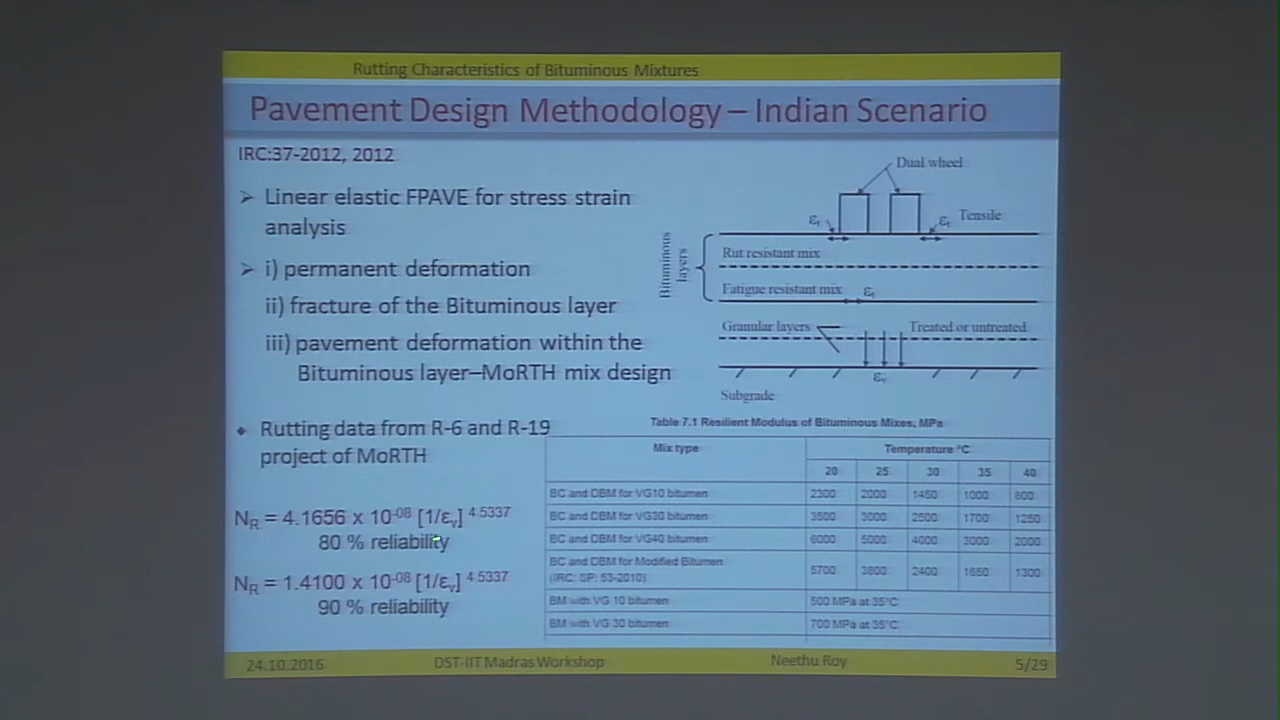 Rutting Characteristics of Bituminous Mixtures
Pavement Design Methodology – Indian Scenario
IRC:37-2012, 2012
➢ Linear elastic FPAVE for stress strain
analysis
➢ i) permanent deformation
ii) fracture of the Bituminous layer
iii) pavement deformation within the
Bituminous layer–MoRTH mix design
• Rutting data from R-6 and R-19
project of MoRTH
N_R = 4.1656 x 10^-08 [1/ε_v]^4.5337
80 % reliability
N_R = 1.4100 x 10^-08 [1/ε_v]^4.5337
90 % reliability
Dual wheel
ε_t ε_t Tensile
Bituminous
layers
Rut resistant mix
Fatigue resistant mix ε_t
Granular layers Treated or untreated
ε_v
Subgrade
Table 7.1 Resilient Modulus of Bituminous Mixes, MPa
Mix type Temperature °C
20 25 30 35 40
BC and DBM for VG10 bitumen 2300 2000 1450 1000 800
BC and DBM for VG30 bitumen 3500 3000 2500 1700 1250
BC and DBM for VG40 bitumen 6000 5000 4000 3000 2000
BC and DBM for Modified Bitumen
(IRC: SP: 53-2010) 5700 3800 2400 1650 1300
BM with VG 10 bitumen 500 MPa at 35°C
BM with VG 30 bitumen 700 MPa at 35°C
24.10.2016 DST-IIT Madras Workshop Neethu Roy 5/29